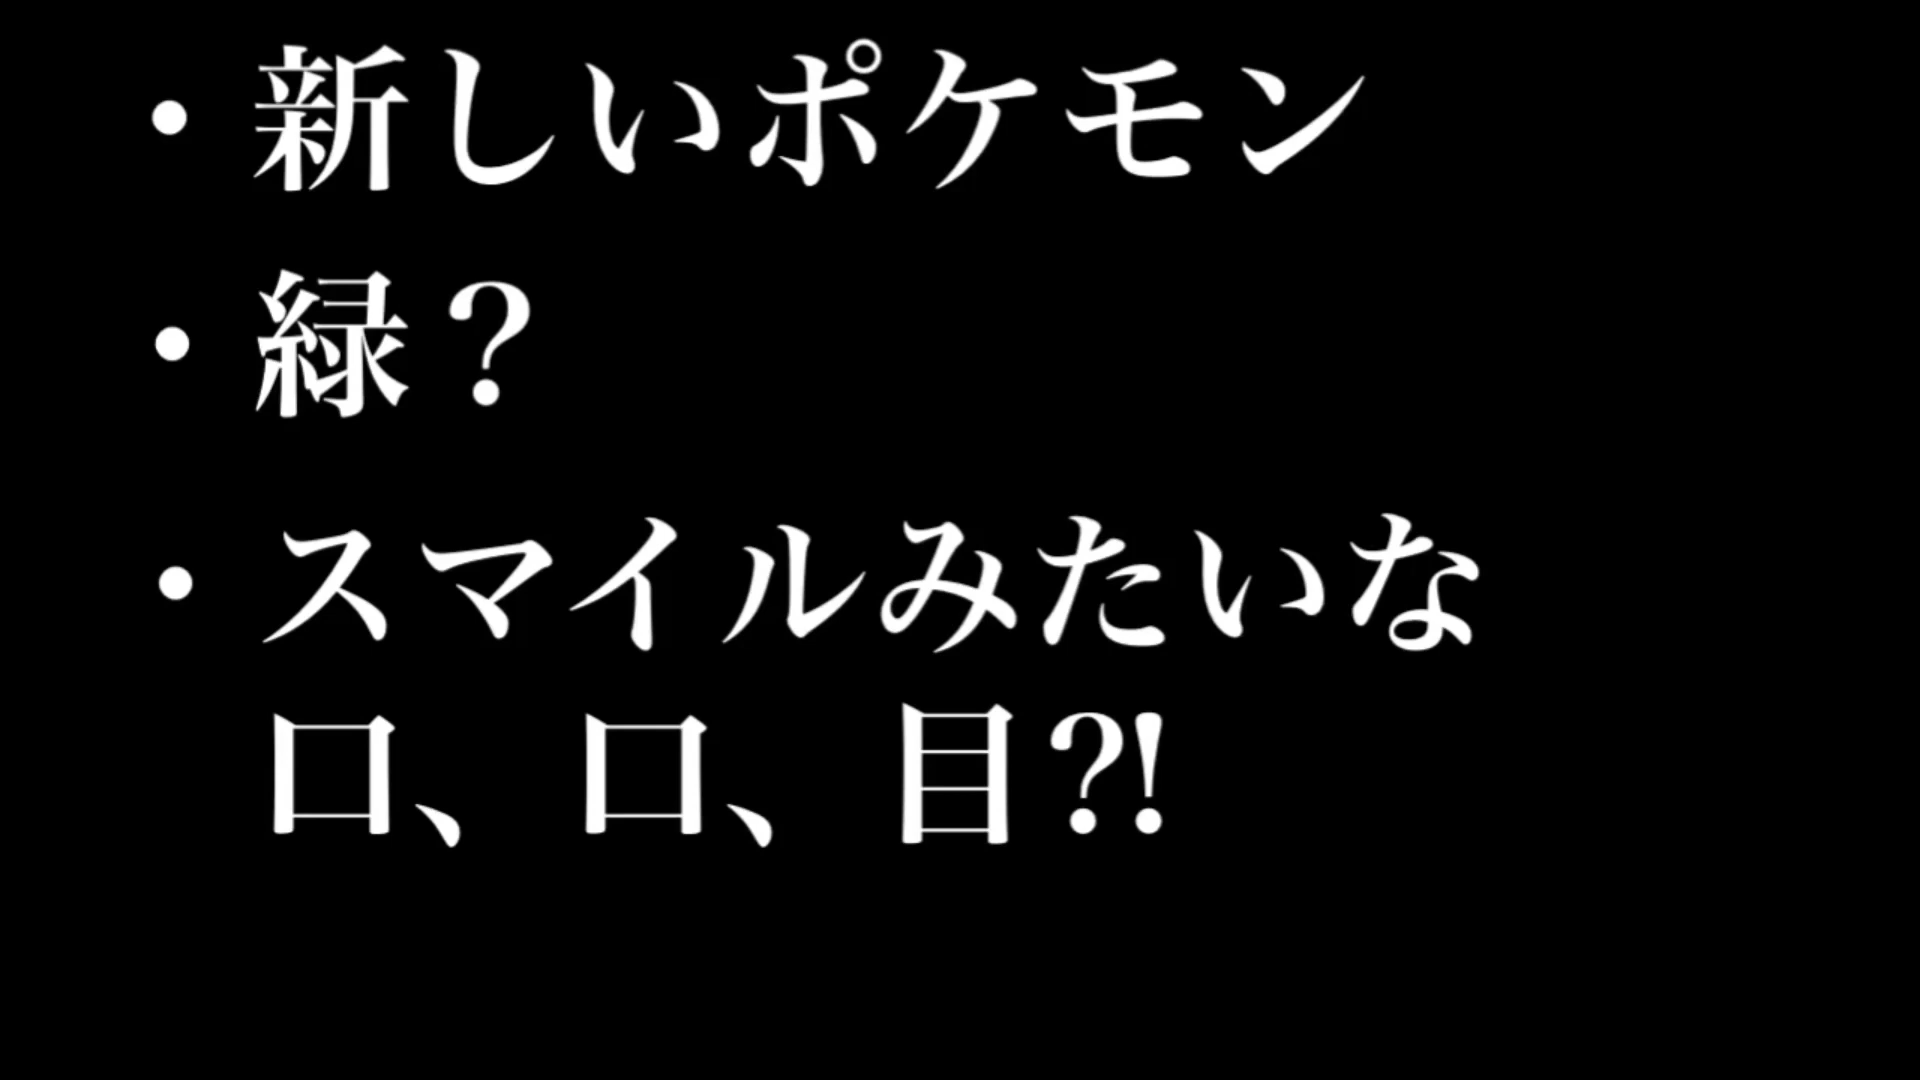 ・新しいポケモン
・緑？
・スマイルみたいな
口、口、目⁈